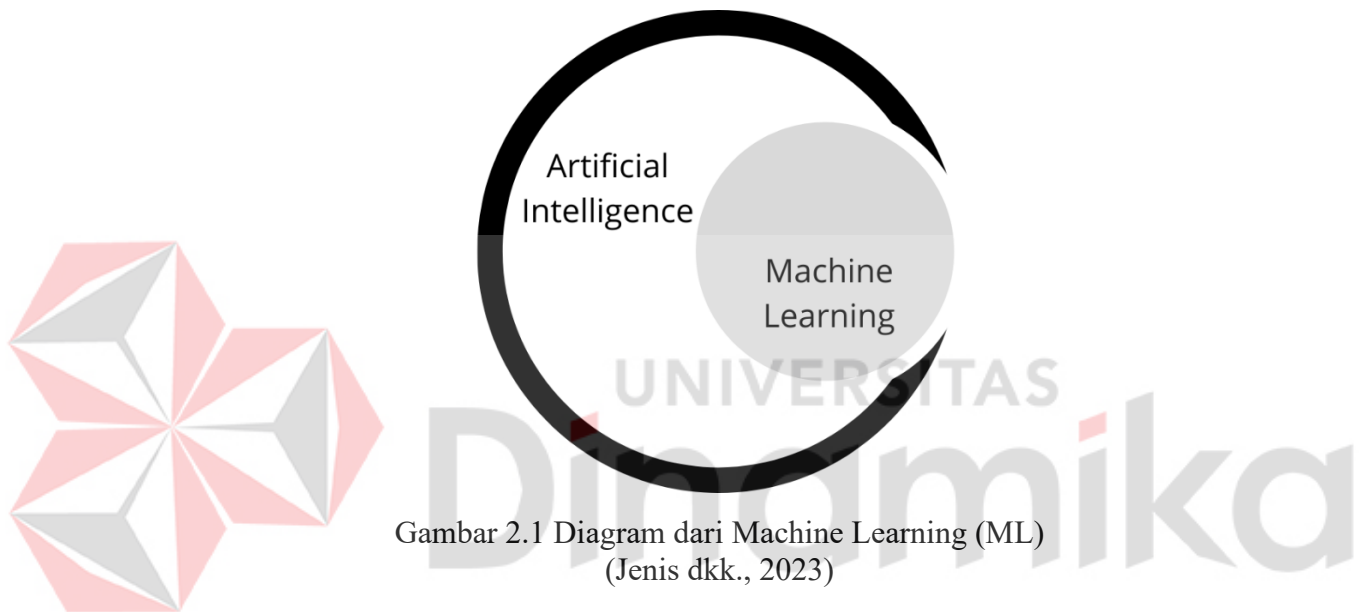 Artificial
Intelligence
Machine
Learning
UNIVERSITAS
Dinamika
Gambar 2.1 Diagram dari Machine Learning (ML)
(Jenis dkk., 2023)